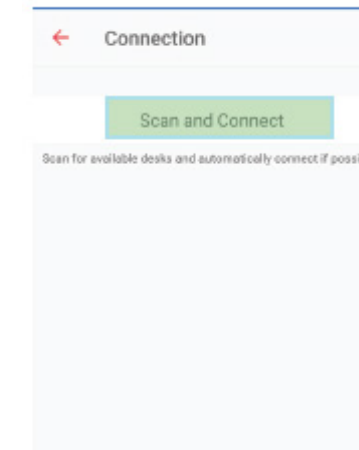 Connection
Scan and Connect
Scan for available desks and automatically connect if possi